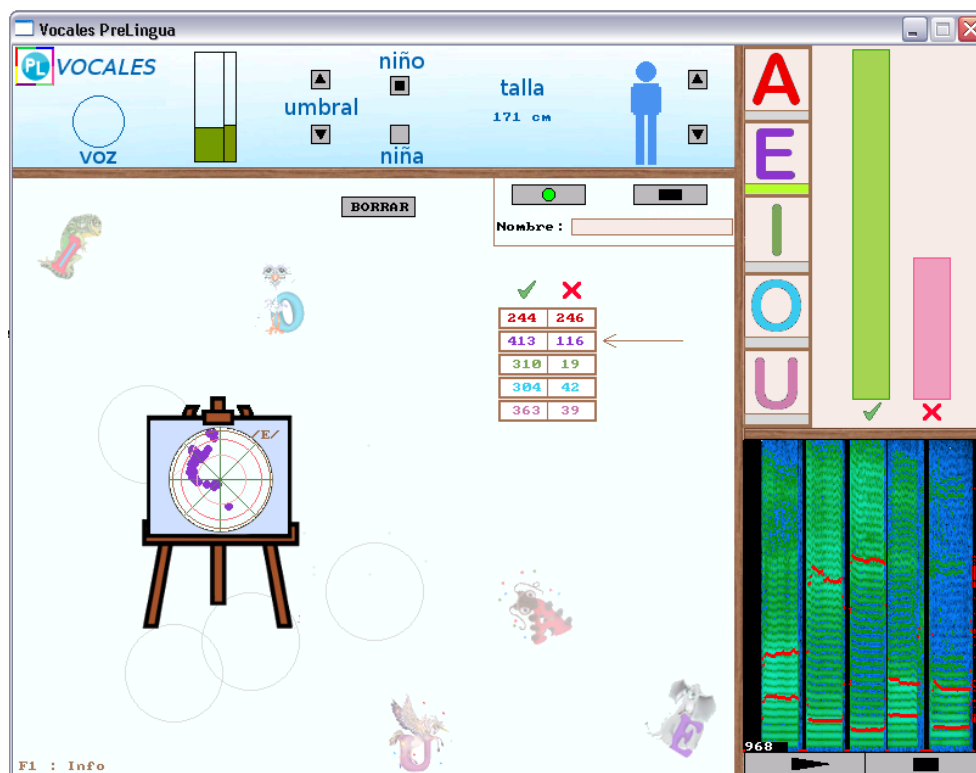 Vocales PreLingua
PL VOCALES
VOZ
umbral
niño
niña
talla
171 cm
A
E
I
O
U
BORRAR
Nombre:
I
O
244 246
413 116
310 19
304 42
363 39
/E/
A
U
E
968
F1 : Info